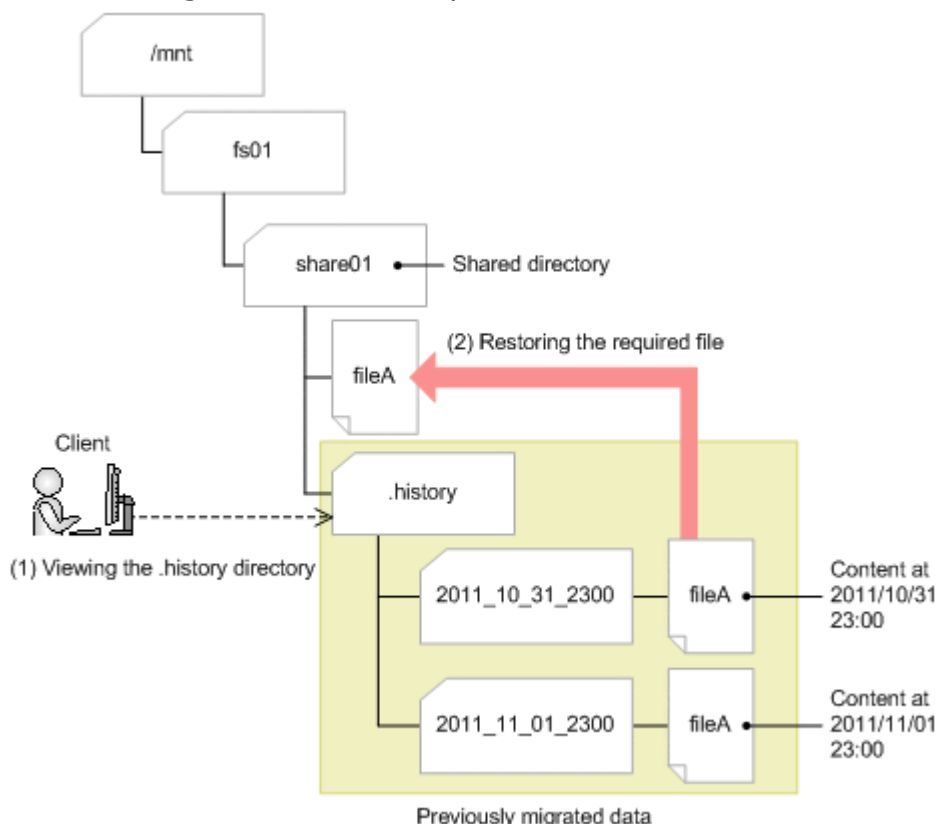 /mnt
fs01
share01
Shared directory
(2) Restoring the required file
fileA
Client
.history
(1) Viewing the .history directory
2011_10_31_2300
fileA
Content at
2011/10/31
23:00
2011_11_01_2300
fileA
Content at
2011/11/01
23:00
Previously migrated data